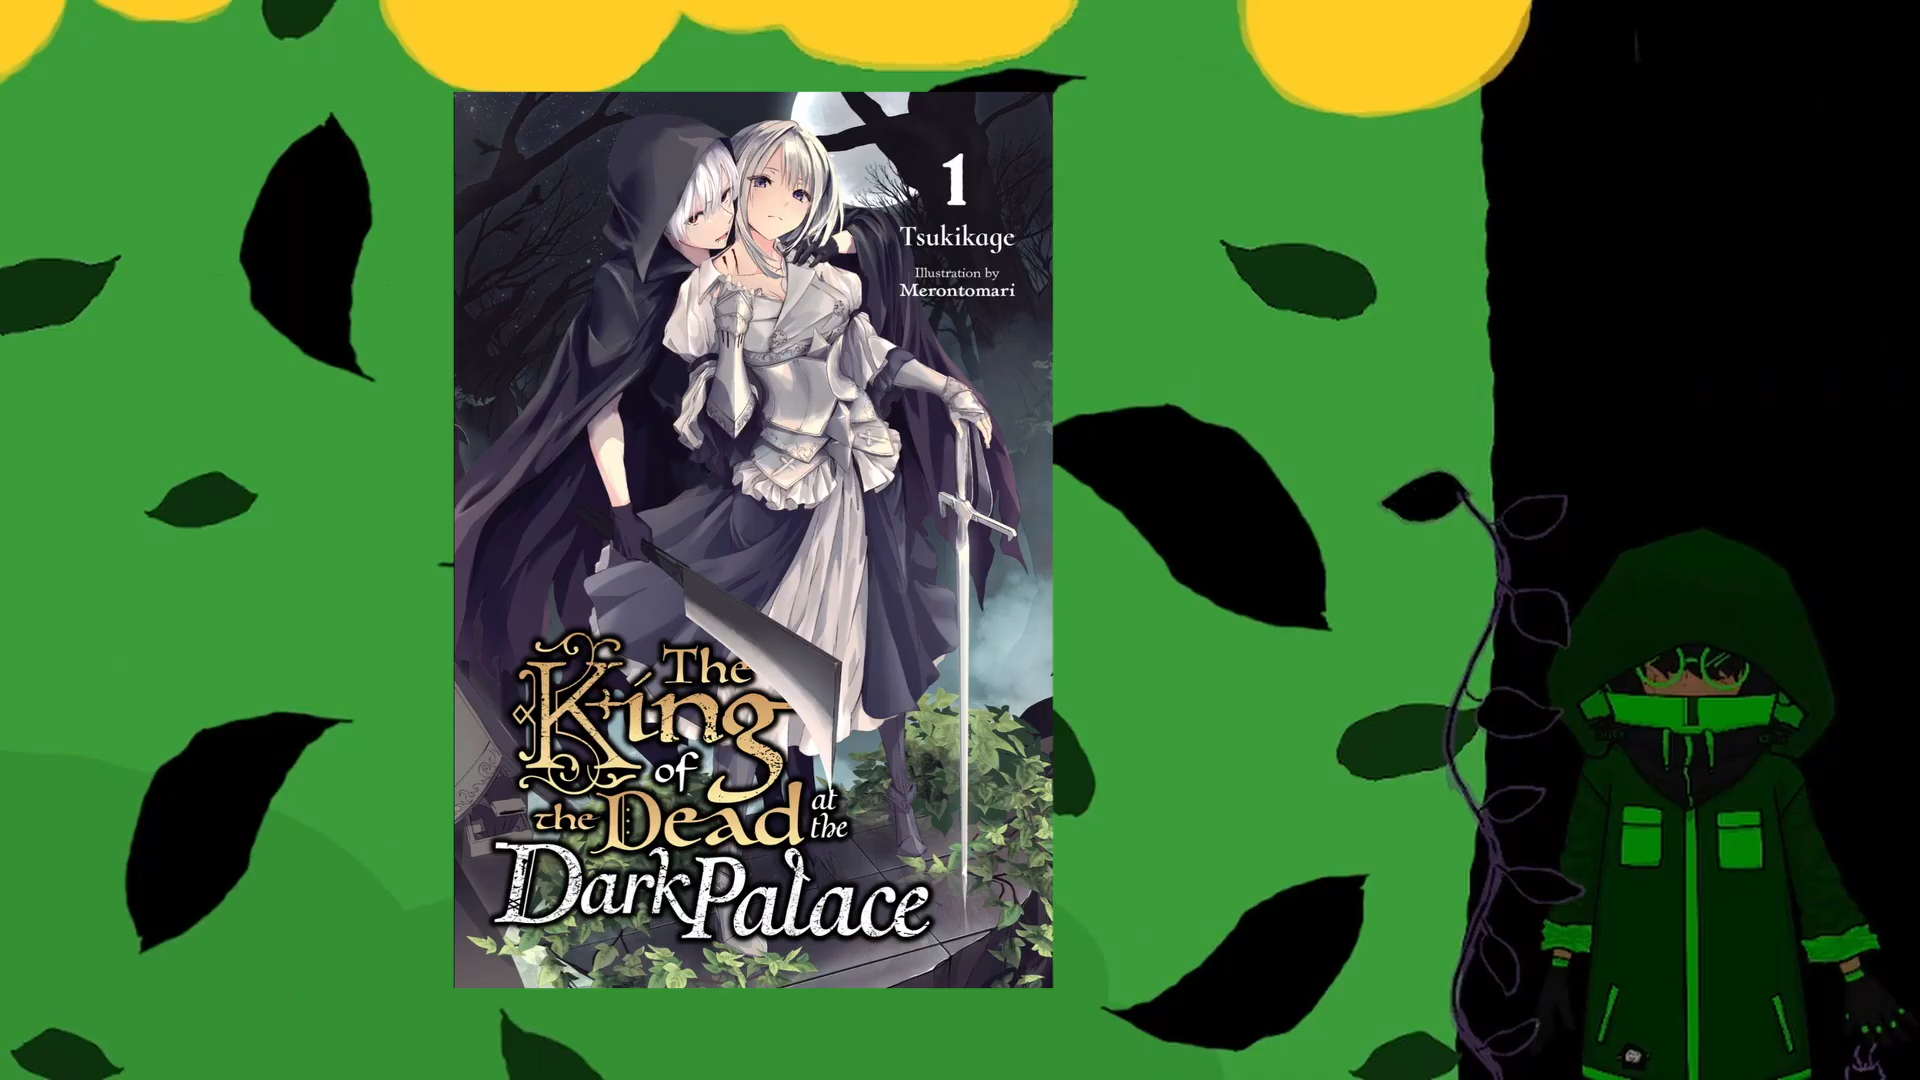 1
Tsukikage
Illustration by
Merontomari
The
King
of
the Dead at the
Dark Palace